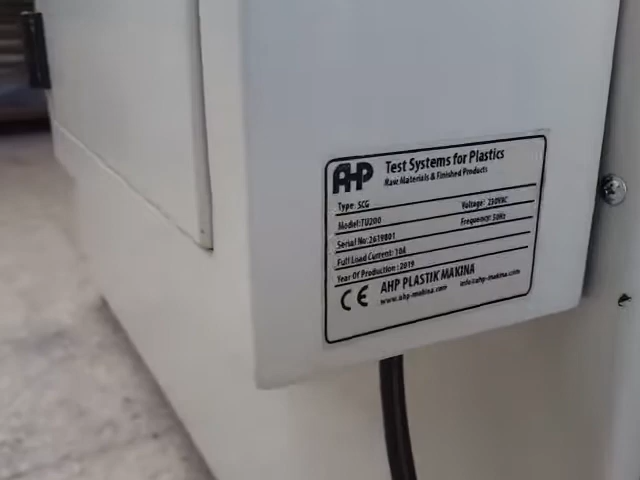 AHP
Test Systems for Plastics
Raw Materials & Finished Products
Type: SCG
Voltage: 230VAC
Model:TU200
Frequency: 50Hz
Serial No:2619801
Full Load Current: 10A
Year Of Production : 2019
CE AHP PLASTIK MAKINA
www.ahp-makina.com info@ahp-makina.com